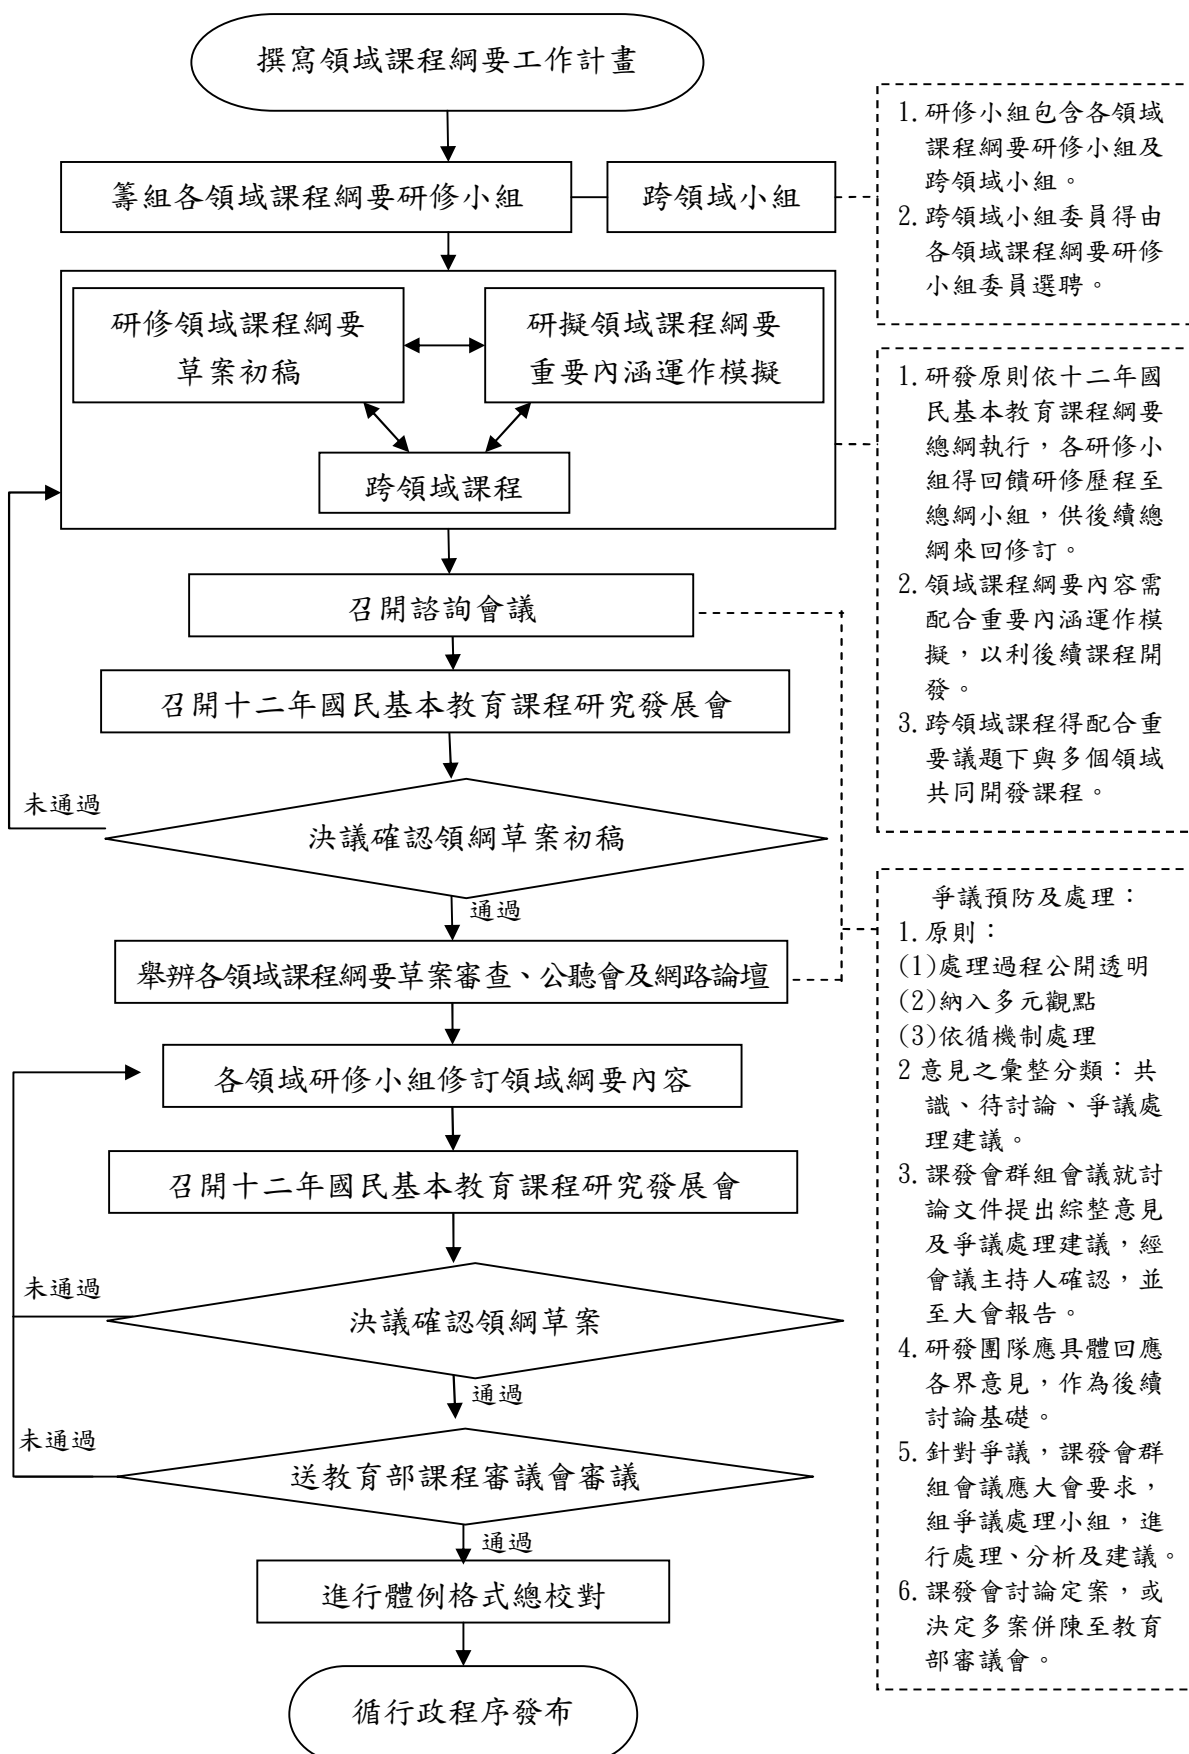 撰寫領域課程綱要工作計畫
籌組各領域課程綱要研修小組
跨領域小組
1.研修小組包含各領域
課程綱要研修小組及
跨領域小組。
2.跨領域小組委員得由
各領域課程綱要研修
小組委員選聘。
研修領域課程綱要
草案初稿
研擬領域課程綱要
重要內涵運作模擬
跨領域課程
1.研發原則依十二年國
民基本教育課程綱要
總綱執行，各研修小
組得回饋研修歷程至
總綱小組，供後續總
綱來回修訂。
2.領域課程綱要內容需
配合重要內涵運作模
擬，以利後續課程開
發。
3.跨領域課程得配合重
要議題下與多個領域
共同開發課程。
召開諮詢會議
召開十二年國民基本教育課程研究發展會
未通過
決議確認領綱草案初稿
通過
舉辦各領域課程綱要草案審查、公聽會及網路論壇
各領域研修小組修訂領域綱要內容
召開十二年國民基本教育課程研究發展會
未通過
決議確認領綱草案
通過
未通過
送教育部課程審議會審議
通過
進行體例格式總校對
循行政程序發布
爭議預防及處理：
1.原則：
(1)處理過程公開透明
(2)納入多元觀點
(3)依循機制處理
2 意見之彙整分類：共
識、待討論、爭議處
理建議。
3.課發會群組會議就討
論文件提出綜整意見
及爭議處理建議，經
會議主持人確認，並
至大會報告。
4.研發團隊應具體回應
各界意見，作為後續
討論基礎。
5.針對爭議，課發會群
組會議應大會要求，
組爭議處理小組，進
行處理、分析及建議。
6.課發會討論定案，或
決定多案併陳至教育
部審議會。